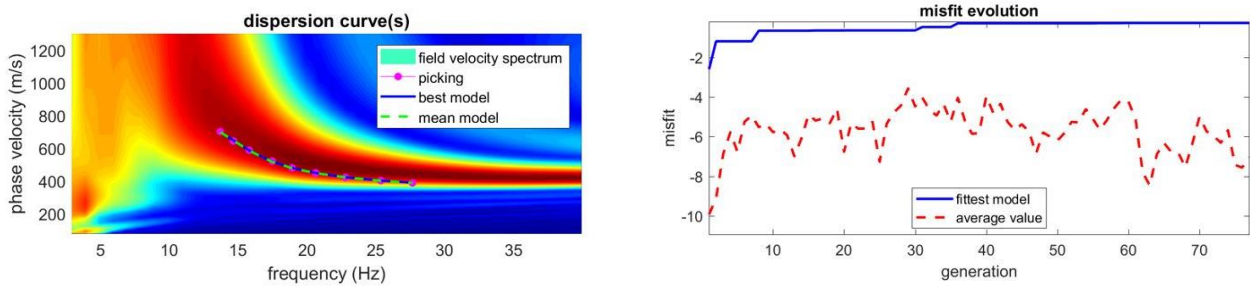 dispersion curve(s)
phase velocity (m/s)
1200
1000
800
600
400
200
field velocity spectrum
picking
best model
mean model
5 10 15 20 25 30 35
frequency (Hz)
misfit evolution
misfit
-2
-4
-6
-8
-10
fittest model
average value
10 20 30 40 50 60 70
generation